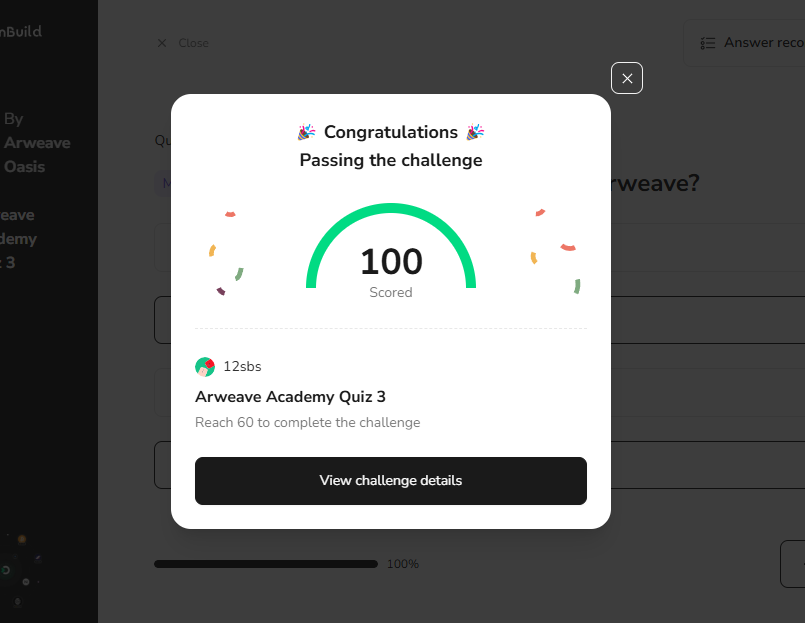 nBuild
Close
Answer reco
By
Arweave
Oasis
eave
demy
3
Qu
M
rweave?
Congratulations
Passing the challenge
100
Scored
12sbs
Arweave Academy Quiz 3
Reach 60 to complete the challenge
View challenge details
100%